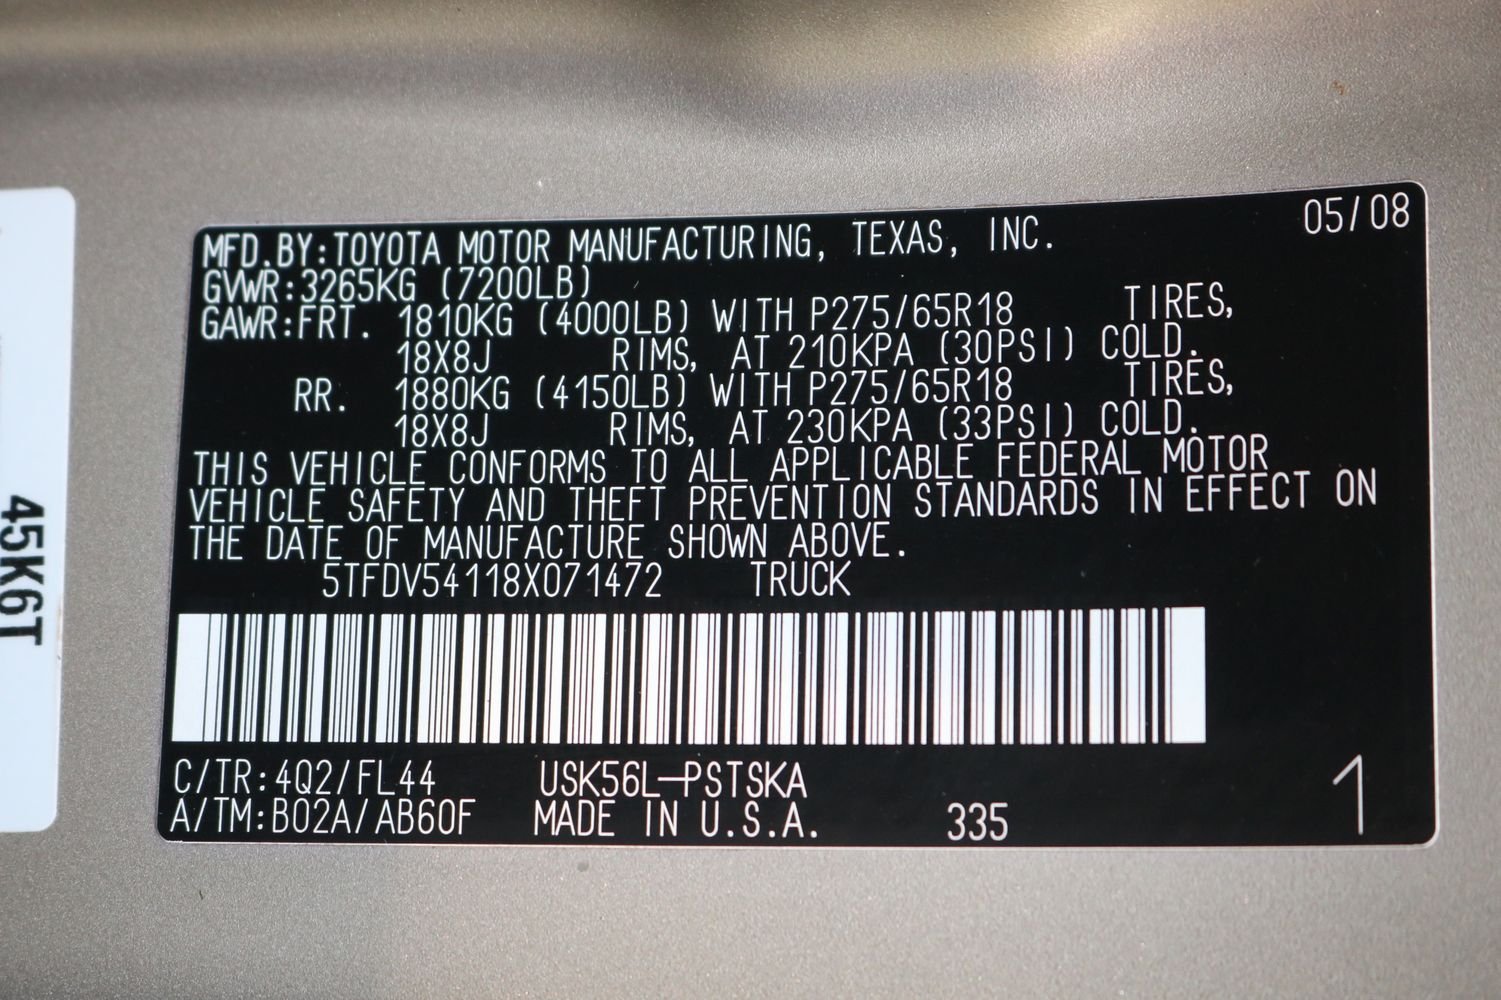 05/08
MFD.BY:TOYOTA MOTOR MANUFACTURING, TEXAS, INC.
GVWR:3265KG (7200LB)
GAWR:FRT. 1810KG (4000LB) WITH P275/65R18 TIRES,
18X8J RIMS, AT 210KPA (30PSI) COLD.
RR. 1880KG (4150LB) WITH P275/65R18 TIRES,
18X8J RIMS, AT 230KPA (33PSI) COLD.
THIS VEHICLE CONFORMS TO ALL APPLICABLE FEDERAL MOTOR
VEHICLE SAFETY AND THEFT PREVENTION STANDARDS IN EFFECT ON
THE DATE OF MANUFACTURE SHOWN ABOVE.
5TFDV54118X071472 TRUCK
C/TR:4Q2/FL44 USK56L-PSTSKA
A/TM:B02A/AB60F MADE IN U.S.A. 335
1
45K6T